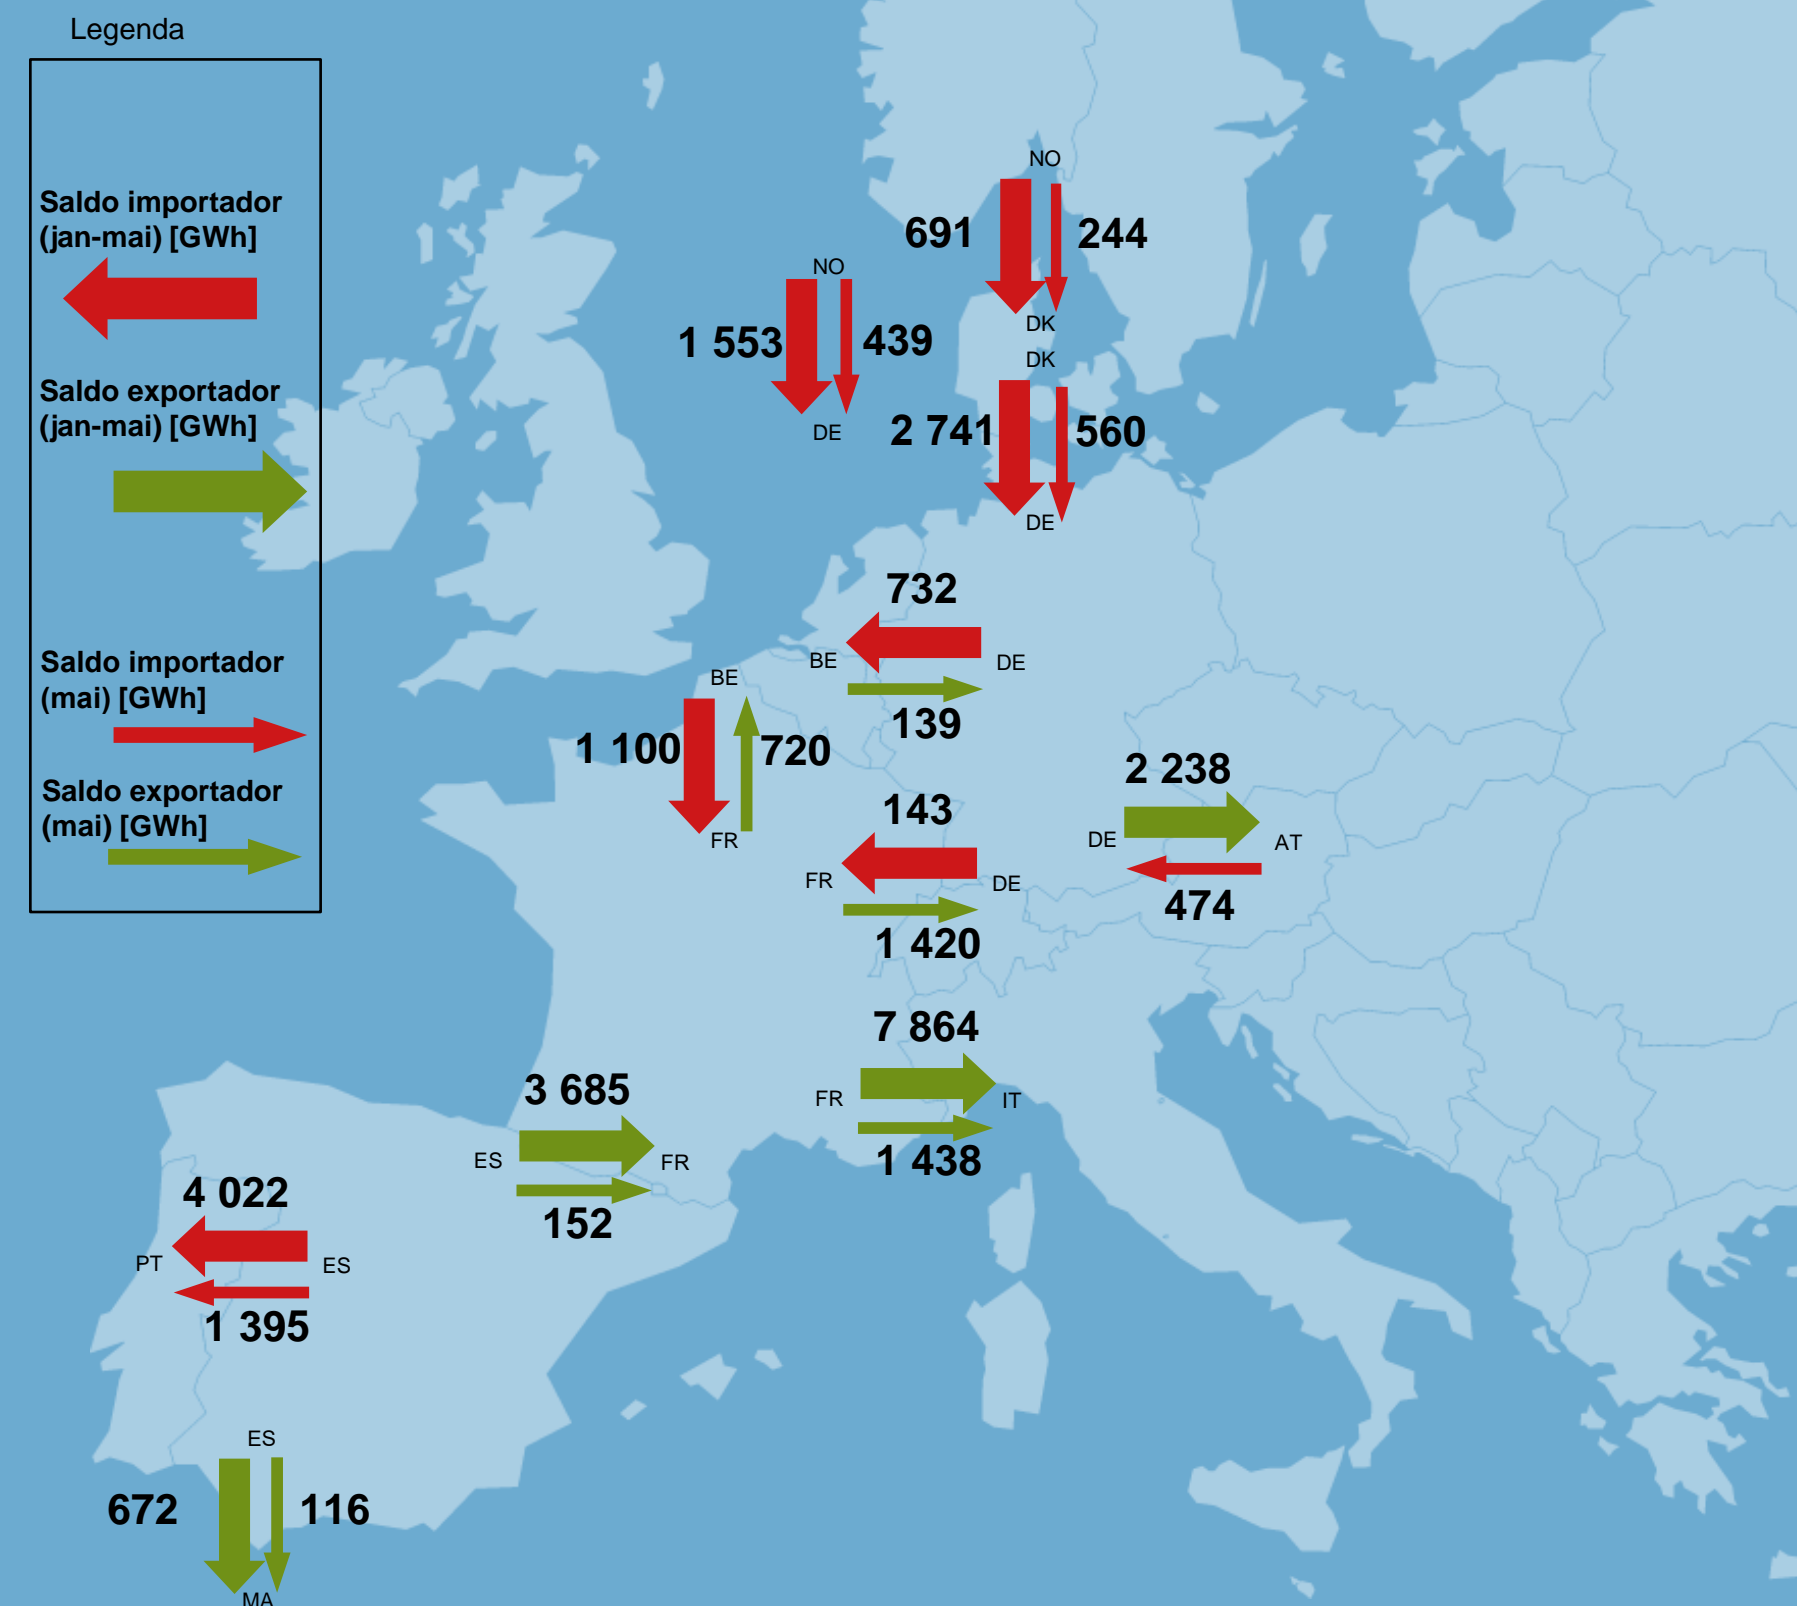 Legenda
Saldo importador
(jan-mai) [GWh]
Saldo exportador
(jan-mai) [GWh]
Saldo importador
(mai) [GWh]
Saldo exportador
(mai) [GWh]
NO
691
244
DK
NO
1 553
439
DE
DK
2 741
560
DE
732
BE
DE
139
BE
1 100
720
FR
143
FR
DE
1 420
2 238
DE
AT
474
7 864
FR
IT
1 438
3 685
ES
FR
152
4 022
PT
ES
1 395
ES
672
116
MA